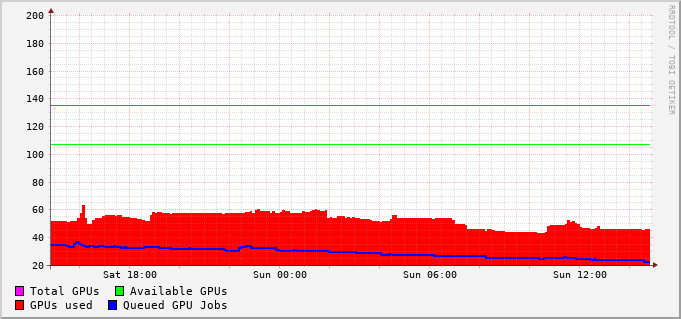 200
180
160
140
120
100
80
60
40
20
Sat 18:00 Sun 00:00 Sun 06:00 Sun 12:00
Total GPUs Available GPUs
GPUs used Queued GPU Jobs
RRDTOOL / TOBI OETIKER